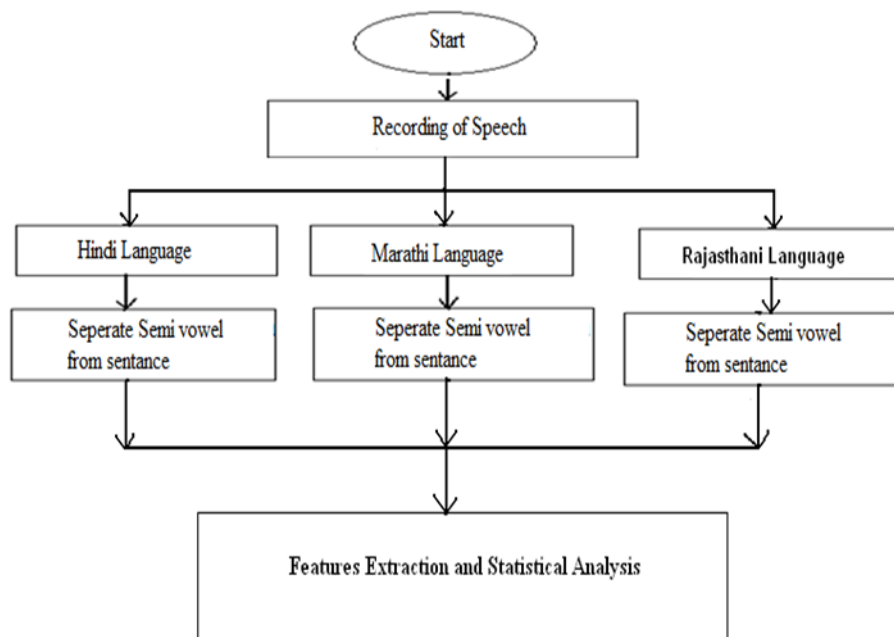 Start
Recording of Speech
Hindi Language
Marathi Language
Rajasthani Language
Seperate Semi vowel
from sentance
Seperate Semi vowel
from sentance
Seperate Semi vowel
from sentance
Features Extraction and Statistical Analysis